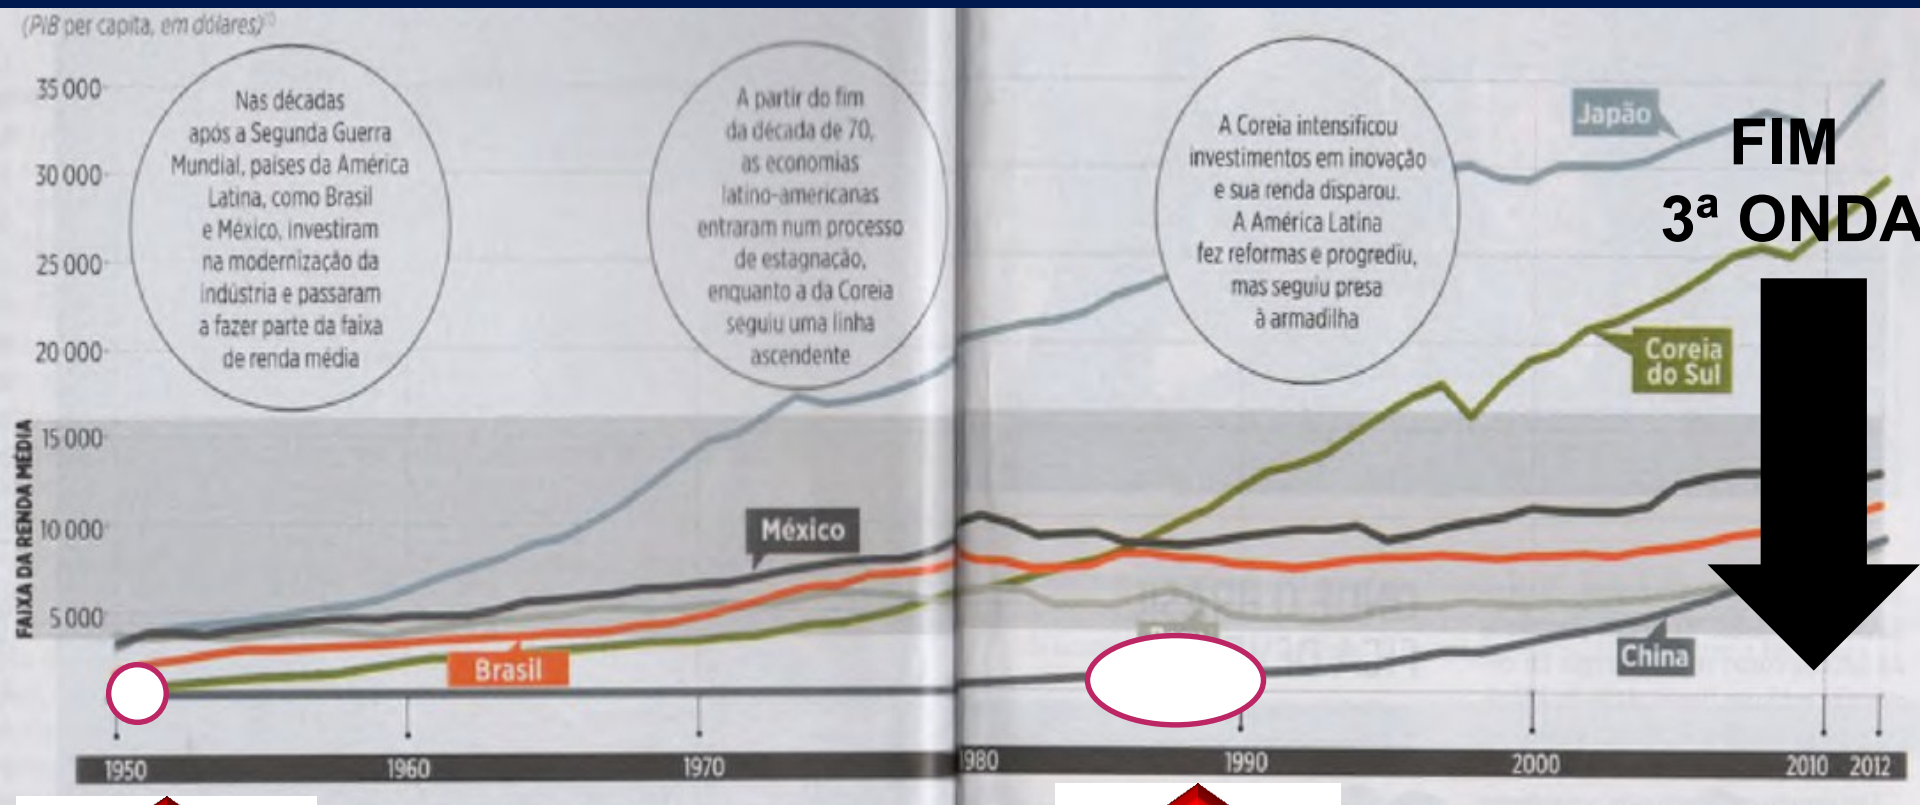 (PIB per capita, em dólares)
35 000
30 000
25 000
20 000
15 000
10 000
5 000
FAIXA DA RENDA MÉDIA
Nas décadas
após a Segunda Guerra
Mundial, países da América
Latina, como Brasil
e México, investiram
na modernização da
indústria e passaram
a fazer parte da faixa
de renda média
A partir do fim
da década de 70,
as economias
latino-americanas
entraram num processo
de estagnação,
enquanto a da Coreia
seguiu uma linha
ascendente
A Coreia intensificou
investimentos em inovação
e sua renda disparou.
A América Latina
fez reformas e progrediu,
mas seguiu presa
à armadilha
Japão
FIM
3ª ONDA
Coreia
do Sul
México
Brasil
China
1950
1960
1970
1980
1990
2000
2010
2012